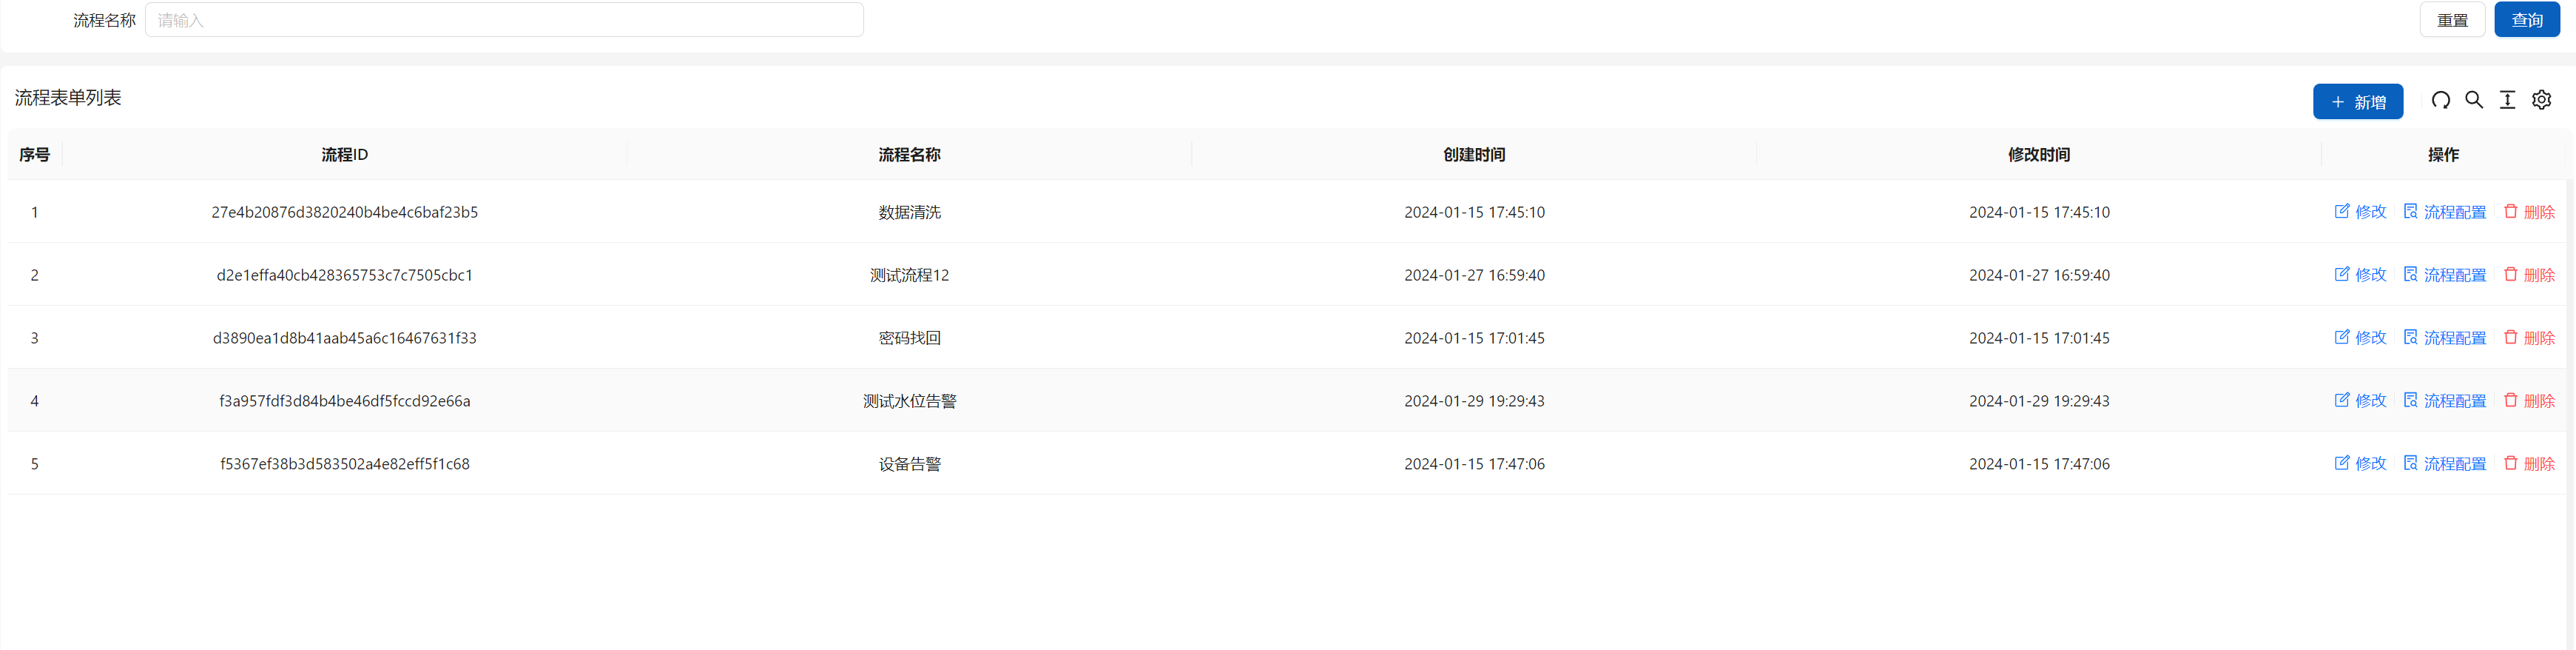 流程名称 请输入 重置 查询
流程表单列表 新增
序号 流程ID 流程名称 创建时间 修改时间 操作
1 27e4b20876d3820240b4be4c6baf23b5 数据清洗 2024-01-15 17:45:10 2024-01-15 17:45:10 修改 流程配置 删除
2 d2e1effa40cb428365753c7c7505cbc1 测试流程12 2024-01-27 16:59:40 2024-01-27 16:59:40 修改 流程配置 删除
3 d3890ea1d8b41aab45a6c16467631f33 密码找回 2024-01-15 17:01:45 2024-01-15 17:01:45 修改 流程配置 删除
4 f3a957fdf3d84b4be46df5fccd92e66a 测试水位告警 2024-01-29 19:29:43 2024-01-29 19:29:43 修改 流程配置 删除
5 f5367ef38b3d583502a4e82eff5f1c68 设备告警 2024-01-15 17:47:06 2024-01-15 17:47:06 修改 流程配置 删除